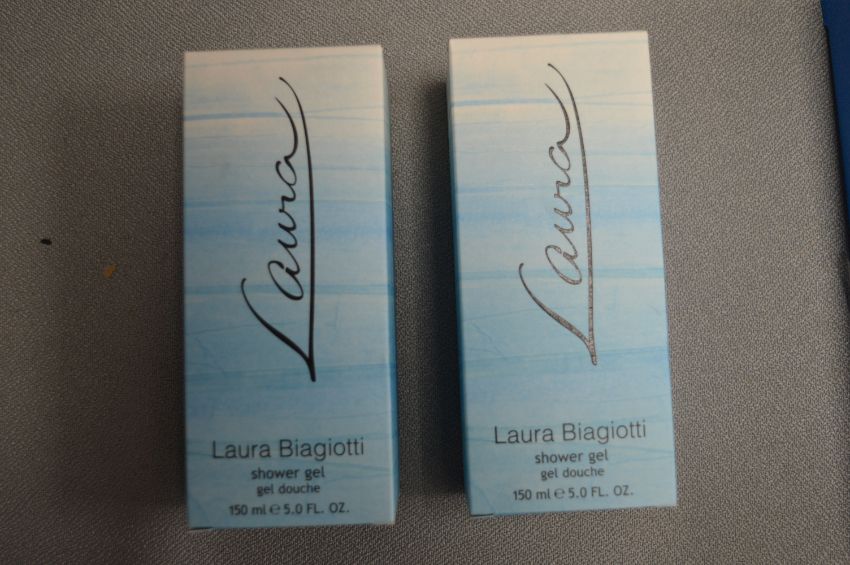 Laura
Laura Biagiotti
shower gel
gel douche
150 ml ℮ 5.0 FL. OZ.
Laura
Laura Biagiotti
shower gel
gel douche
150 ml ℮ 5.0 FL. OZ.